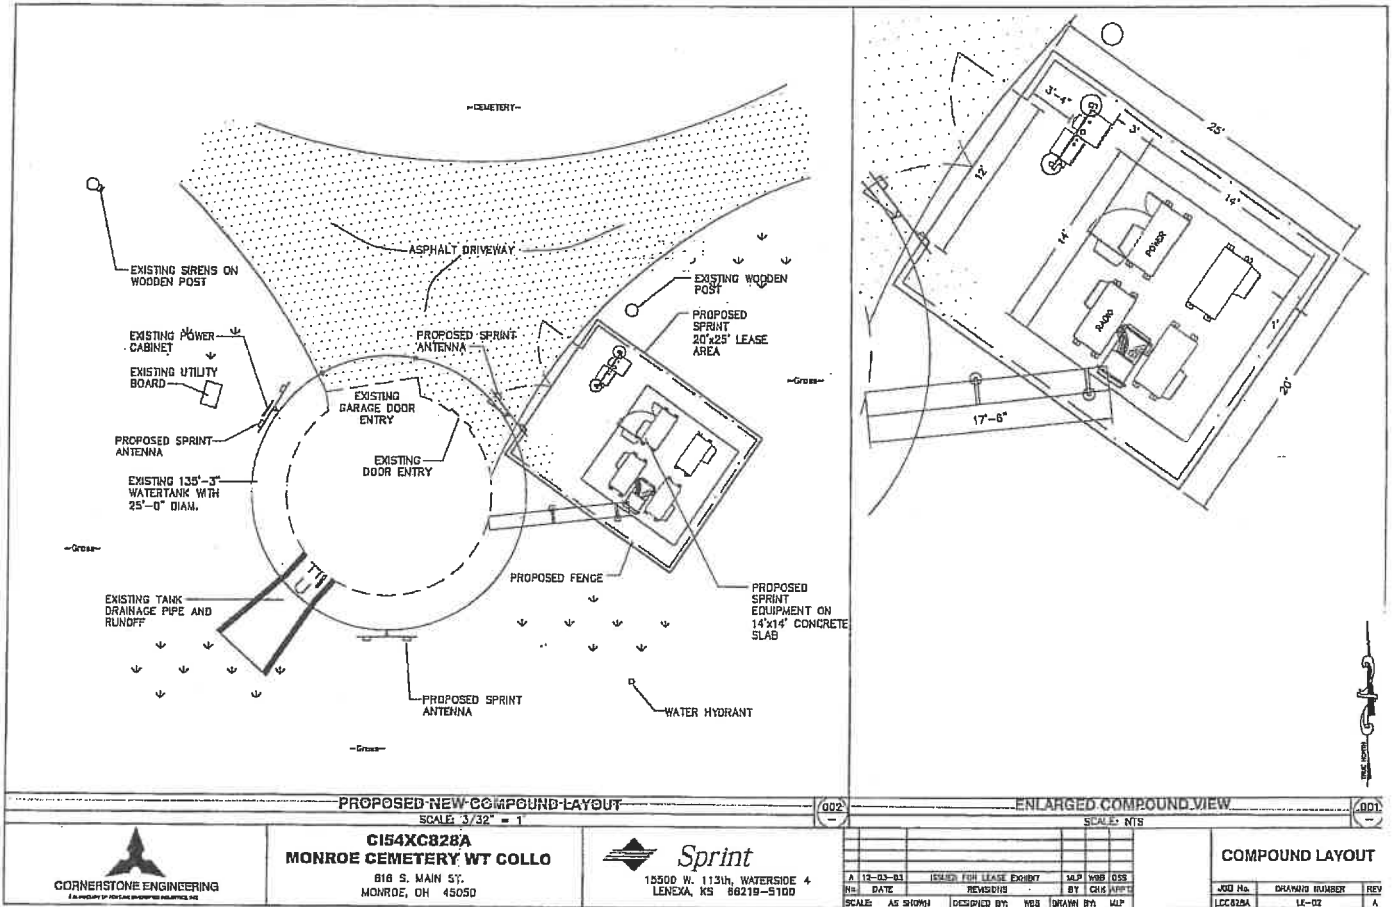 ~CEMETERY~
ASPHALT DRIVEWAY
EXISTING SIRENS ON
WOODEN POST
EXISTING WOODEN
POST
PROPOSED
SPRINT
20'x25' LEASE
AREA
EXISTING POWER
CABINET
PROPOSED SPRINT
ANTENNA
EXISTING UTILITY
BOARD
~Grass~
EXISTING
GARAGE DOOR
ENTRY
PROPOSED SPRINT
ANTENNA
EXISTING
DOOR ENTRY
EXISTING 135'-3"
WATERTANK WITH
25'-0" DIAM.
~Grass~
PROPOSED FENCE
PROPOSED
SPRINT
EQUIPMENT ON
14'x14' CONCRETE
SLAB
EXISTING TANK
DRAINAGE PIPE AND
RUNOFF
PROPOSED SPRINT
ANTENNA
WATER HYDRANT
~Grass~
3'-4"
3'
25'
12'
14'
14'
POWER
RADIO
1'
20'
17'-6"
TRUE NORTH
PROPOSED NEW COMPOUND LAYOUT
SCALE: 3/32" = 1'
002
ENLARGED COMPOUND VIEW
SCALE: NTS
001
CORNERSTONE ENGINEERING
CI54XC828A
MONROE CEMETERY WT COLLO
616 S. MAIN ST.
MONROE, OH 45050
Sprint
15500 W. 113th, WATERSIDE 4
LENEXA, KS 66219-5100
A 12-03-03 ISSUED FOR LEASE EXHIBIT MLP WBB DSS
No. DATE REVISIONS BY CHK APP'D
SCALE: AS SHOWN DESIGNED BY: WBB DRAWN BY: MLP
COMPOUND LAYOUT
JOB No. DRAWING NUMBER REV
LCC828A LE-02 A